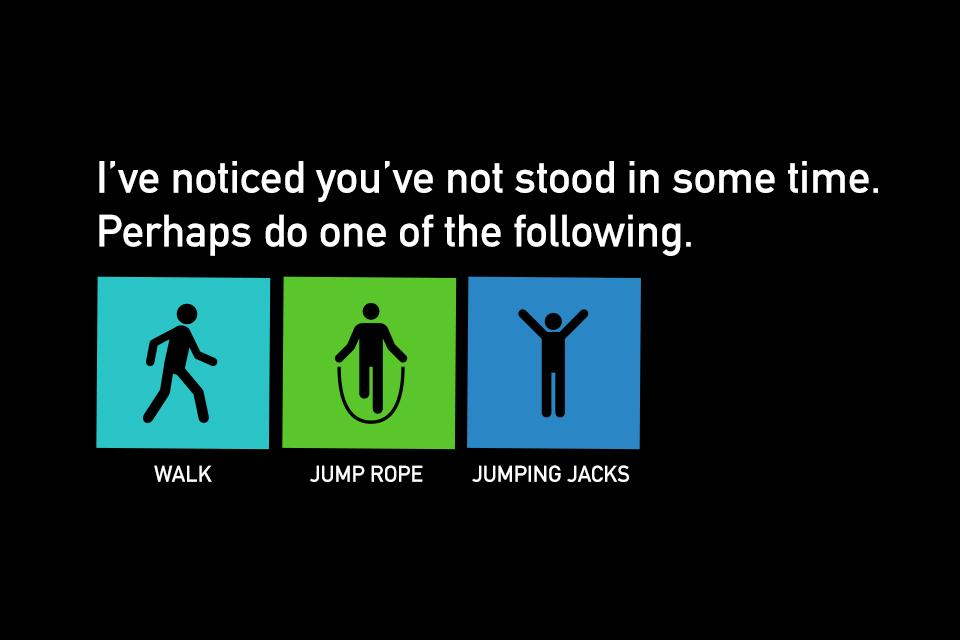 I’ve noticed you’ve not stood in some time.
Perhaps do one of the following.
WALK
JUMP ROPE
JUMPING JACKS